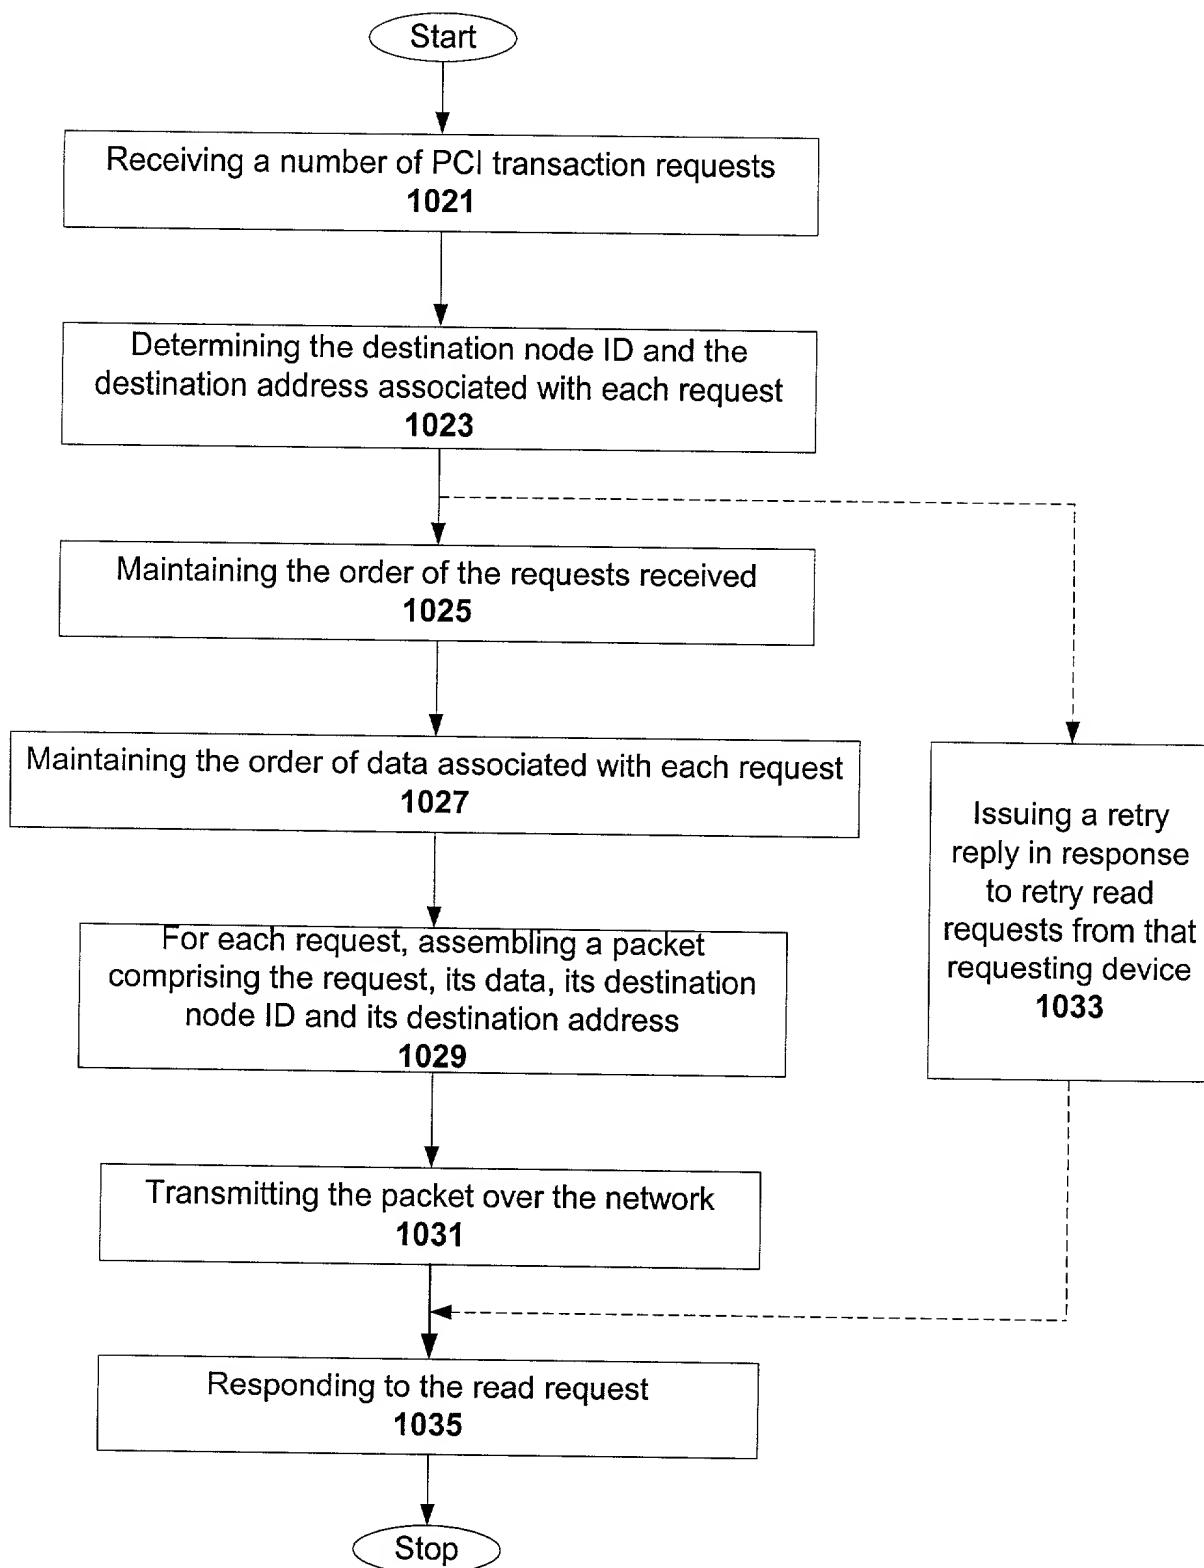 Start
Receiving a number of PCI transaction requests
1021
Determining the destination node ID and the
destination address associated with each request
1023
Maintaining the order of the requests received
1025
Maintaining the order of data associated with each request
1027
For each request, assembling a packet
comprising the request, its data, its destination
node ID and its destination address
1029
Transmitting the packet over the network
1031
Issuing a retry
reply in response
to retry read
requests from that
requesting device
1033
Responding to the read request
1035
Stop